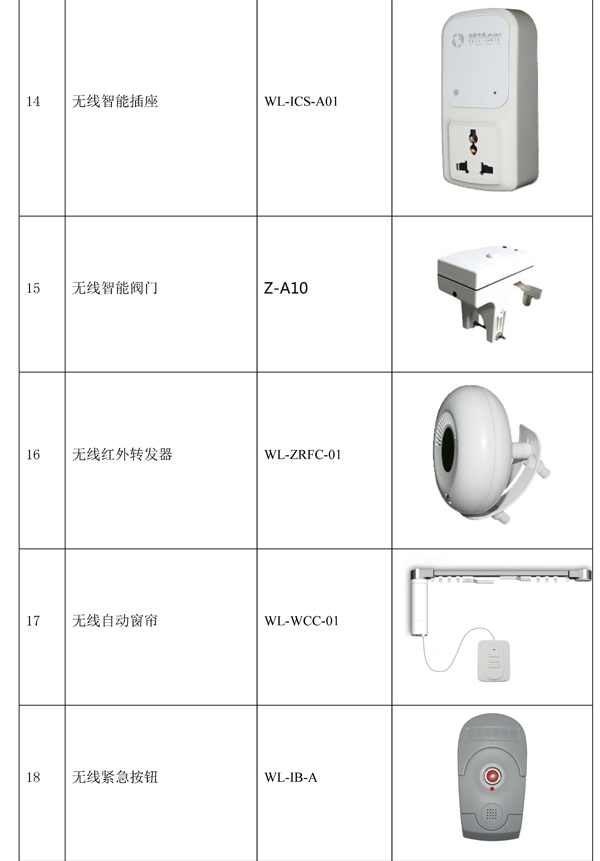 14 无线智能插座 WL-ICS-A01
15 无线智能阀门 Z-A10
16 无线红外转发器 WL-ZRFC-01
17 无线自动窗帘 WL-WCC-01
18 无线紧急按钮 WL-IB-A